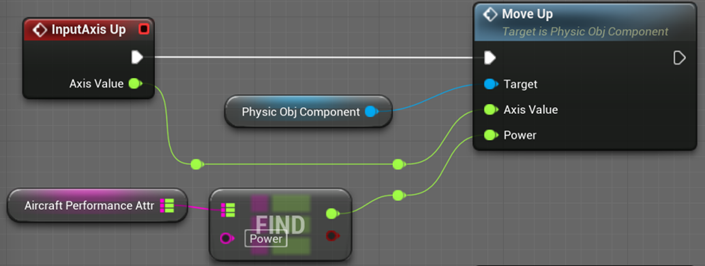 InputAxis Up
Axis Value
Move Up
Target is Physic Obj Component
Target
Axis Value
Power
Physic Obj Component
Aircraft Performance Attr
FIND
Power